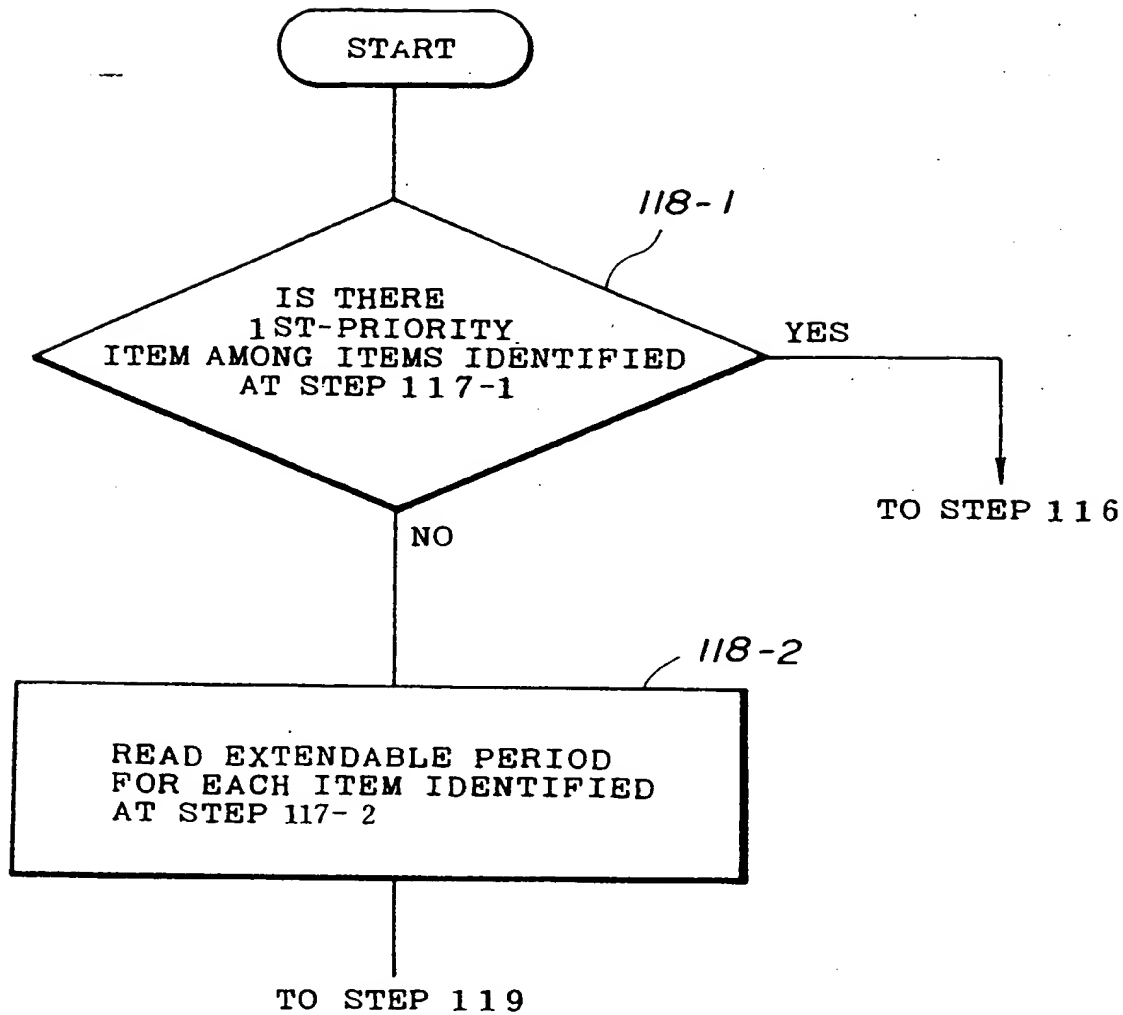 START
118-1
IS THERE
1ST-PRIORITY
ITEM AMONG ITEMS IDENTIFIED
AT STEP 117-1
YES
TO STEP 116
NO
118-2
READ EXTENDABLE PERIOD
FOR EACH ITEM IDENTIFIED
AT STEP 117-2
TO STEP 119